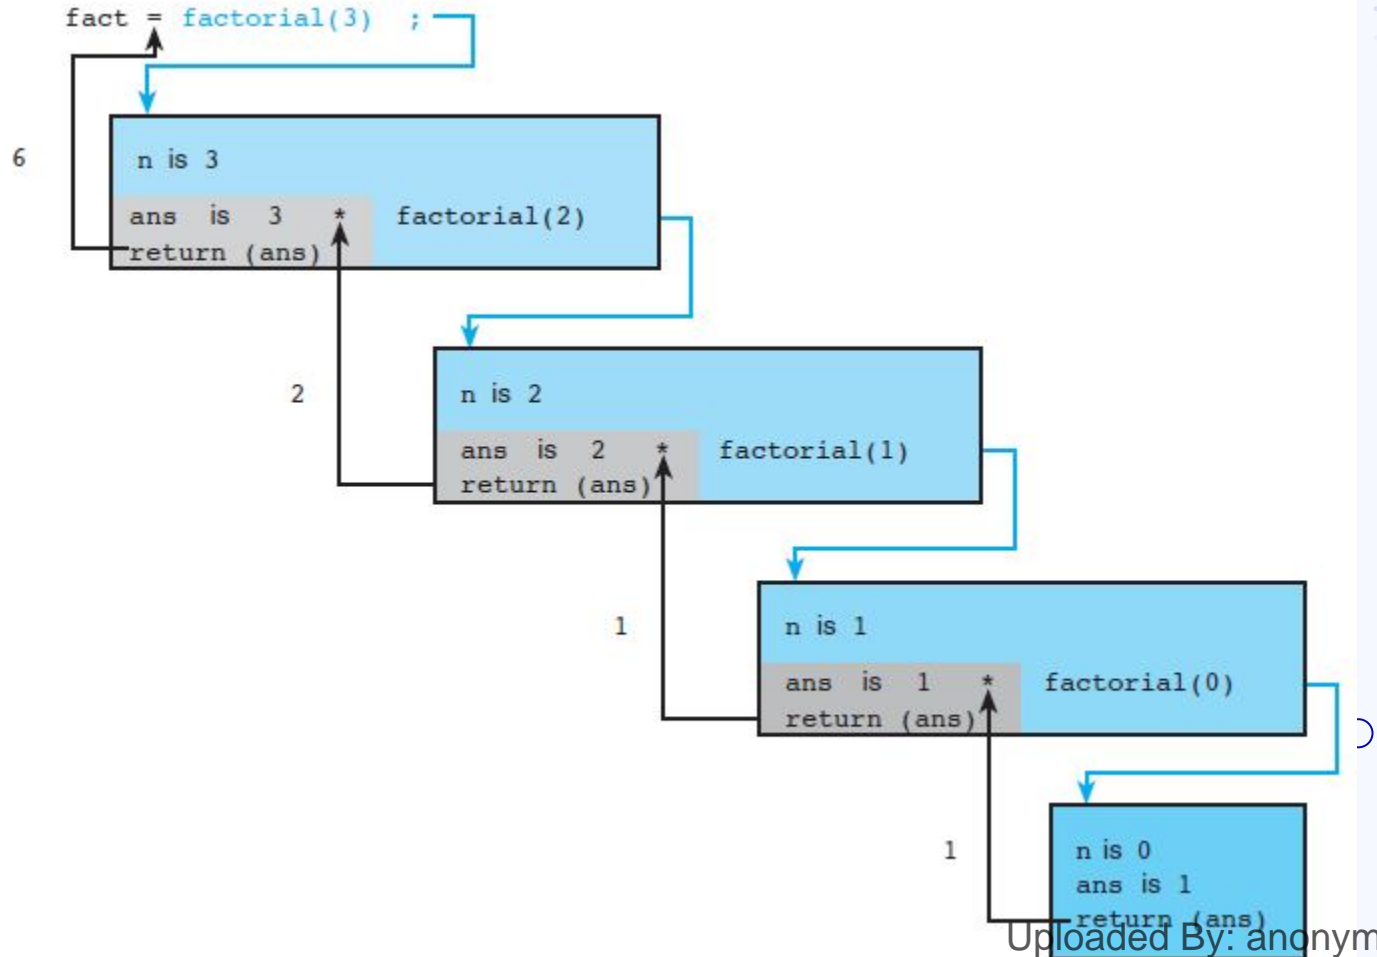 fact = factorial(3) ;
6
n is 3
ans is 3 * factorial(2)
return (ans)
2
n is 2
ans is 2 * factorial(1)
return (ans)
1
n is 1
ans is 1 * factorial(0)
return (ans)
1
n is 0
ans is 1
return (ans)
Uploaded By: anonym